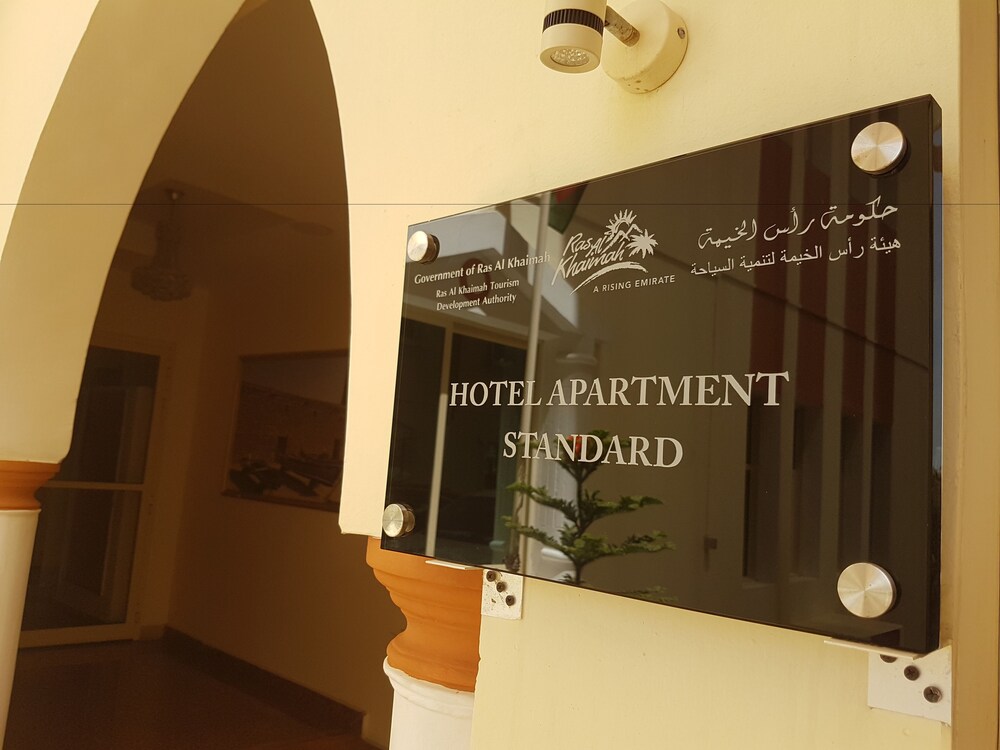 Government of Ras Al Khaimah
Ras Al Khaimah Tourism
Development Authority
Ras Al
Khaimah
A RISING EMIRATE
حكومة رأس الخيمة
هيئة رأس الخيمة لتنمية السياحة
HOTEL APARTMENT
STANDARD